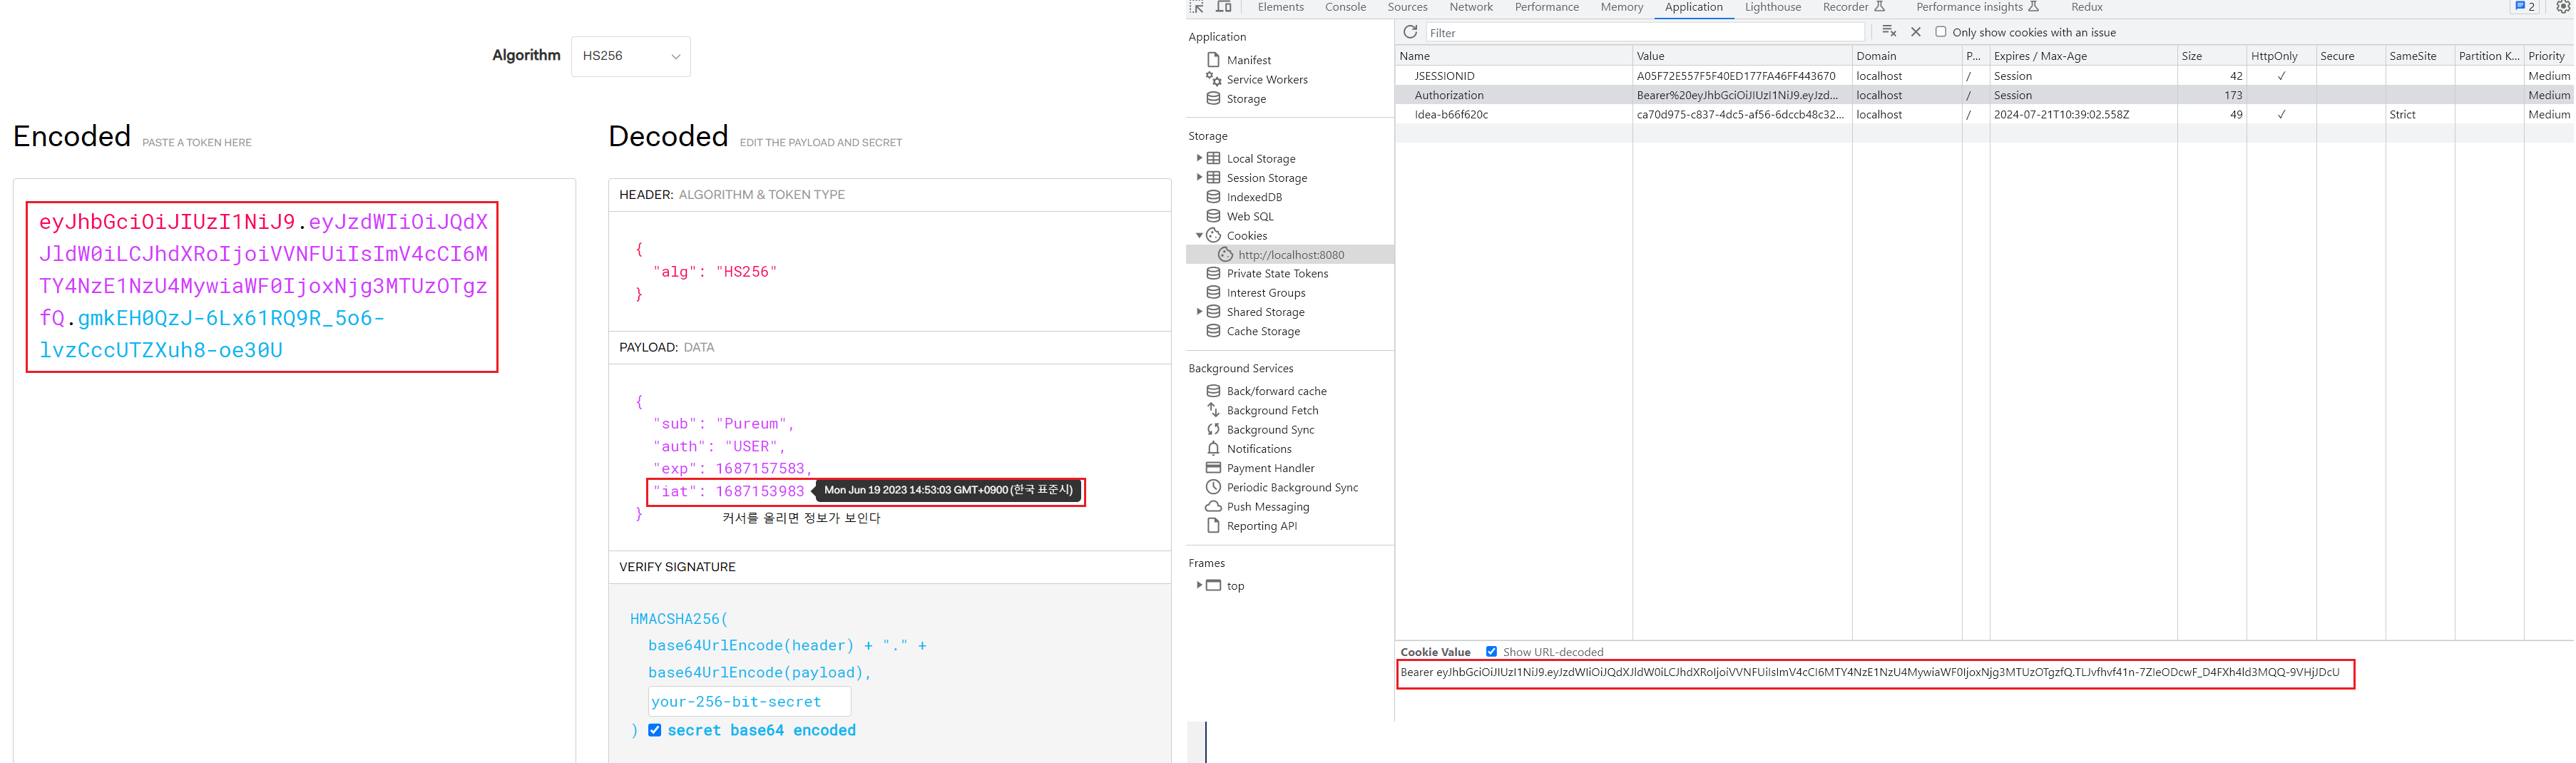 Algorithm HS256
Encoded PASTE A TOKEN HERE
eyJhbGciOiJIUzI1NiJ9.eyJzdWIiOiJQdX
JldW0iLCJhdXRoIjoiVVNFUiIsImV4cCI6M
TY4NzE1NzU4MywiaWF0IjoxNjg3MTUzOTgz
fQ.gmkEH0QzJ-6Lx61RQ9R_5o6-
lvzCccUTZXuh8-oe30U
Decoded EDIT THE PAYLOAD AND SECRET
HEADER: ALGORITHM & TOKEN TYPE
{
"alg": "HS256"
}
PAYLOAD: DATA
{
"sub": "Pureum",
"auth": "USER",
"exp": 1687157583,
"iat": 1687153983 Mon Jun 19 2023 14:53:03 GMT+0900 (한국 표준시)
} 커서를 올리면 정보가 보인다
VERIFY SIGNATURE
HMACSHA256(
base64UrlEncode(header) + "." +
base64UrlEncode(payload),
your-256-bit-secret
) secret base64 encoded
Elements Console Sources Network Performance Memory Application Lighthouse Recorder Performance insights Redux 2
Application
Manifest
Service Workers
Storage
Storage
Local Storage
Session Storage
IndexedDB
Web SQL
Cookies
http://localhost:8080
Private State Tokens
Interest Groups
Shared Storage
Cache Storage
Background Services
Back/forward cache
Background Fetch
Background Sync
Notifications
Payment Handler
Periodic Background Sync
Push Messaging
Reporting API
Frames
top
Filter Only show cookies with an issue
Name Value Domain P... Expires / Max-Age Size HttpOnly Secure SameSite Partition K... Priority
JSESSIONID A05F72E557F5F40ED177FA46FF443670 localhost / Session 42 ✓ Medium
Authorization Bearer%20eyJhbGciOiJIUzI1NiJ9.eyJzd... localhost / Session 173 Medium
Idea-b66f620c ca70d975-c837-4dc5-af56-6dccb48c32... localhost / 2024-07-21T10:39:02.558Z 49 ✓ Strict Medium
Cookie Value Show URL-decoded
Bearer eyJhbGciOiJIUzI1NiJ9.eyJzdWIiOiJQdXJldW0iLCJhdXRoIjoiVVNFUiIsImV4cCI6MTY4NzE1NzU4MywiaWF0IjoxNjg3MTUzOTgzfQ.TLJvfhvf41n-7ZIeODcwF_D4FXh4ld3MQQ-9VHjJDcU